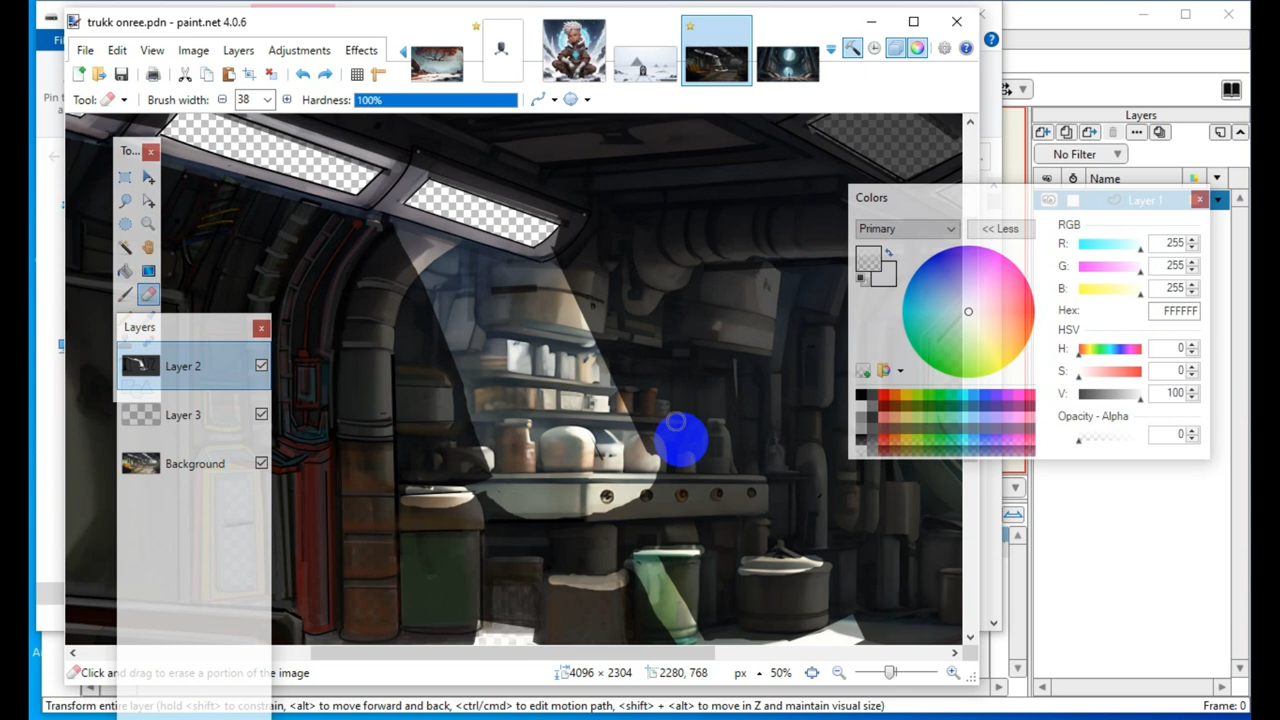 trukk onree.pdn - paint.net 4.0.6
File Edit View Image Layers Adjustments Effects
Tool: Brush width: 38 Hardness: 100%
To...
Layers
Layer 2
Layer 3
Background
Colors
Primary
<< Less
RGB
R: 255
G: 255
B: 255
Hex: FFFFFF
HSV
H: 0
S: 0
V: 100
Opacity - Alpha
0
Layers
No Filter
Name
Layer 1
Click and drag to erase a portion of the image
4096 × 2304
2280, 768
px
50%
Transform entire layer (hold <shift> to constrain, <alt> to move forward and back, <ctrl/cmd> to edit motion path, <shift> + <alt> to move in Z and maintain visual size)
Frame: 0